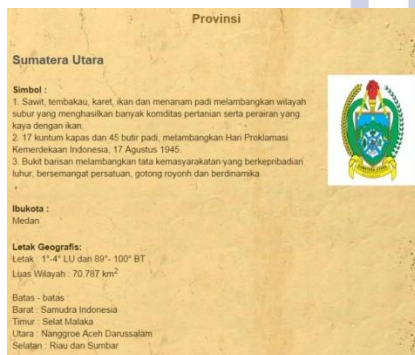 Provinsi
Sumatera Utara
Simbol :
1. Sawit, tembakau, karet, ikan dan menanam padi melambangkan wilayah
subur yang menghasilkan banyak komditas pertanian serta perairan yang
kaya dengan ikan.
2. 17 kuntum kapas dan 45 butir padi, melambangkan Hari Proklamasi
Kemerdekaan Indonesia, 17 Agustus 1945.
3. Bukit barisan melambangkan tata kemasyarakatan yang berkepribadian
luhur, bersemangat persatuan, gotong royonh dan berdinamika.
Ibukota :
Medan
Letak Geografis:
Letak : 1°-4° LU dan 89°- 100° BT
Luas Wilayah : 70.787 km²
Batas - batas :
Barat : Samudra Indonesia
Timur : Selat Malaka
Utara : Nanggroe Aceh Darussalam
Selatan : Riau dan Sumbar
SUMATERA UTARA